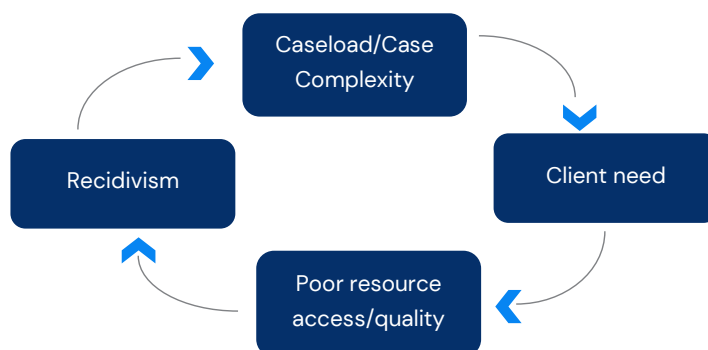 Caseload/Case
Complexity
Client need
Recidivism
Poor resource
access/quality